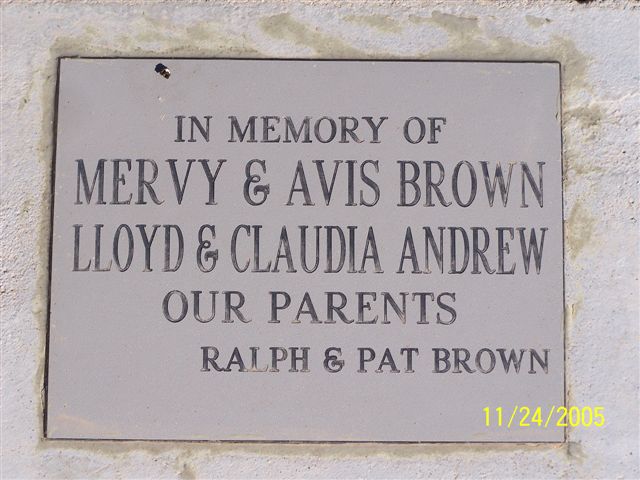 IN MEMORY OF
MERVY & AVIS BROWN
LLOYD & CLAUDIA ANDREW
OUR PARENTS
RALPH & PAT BROWN
11/24/2005